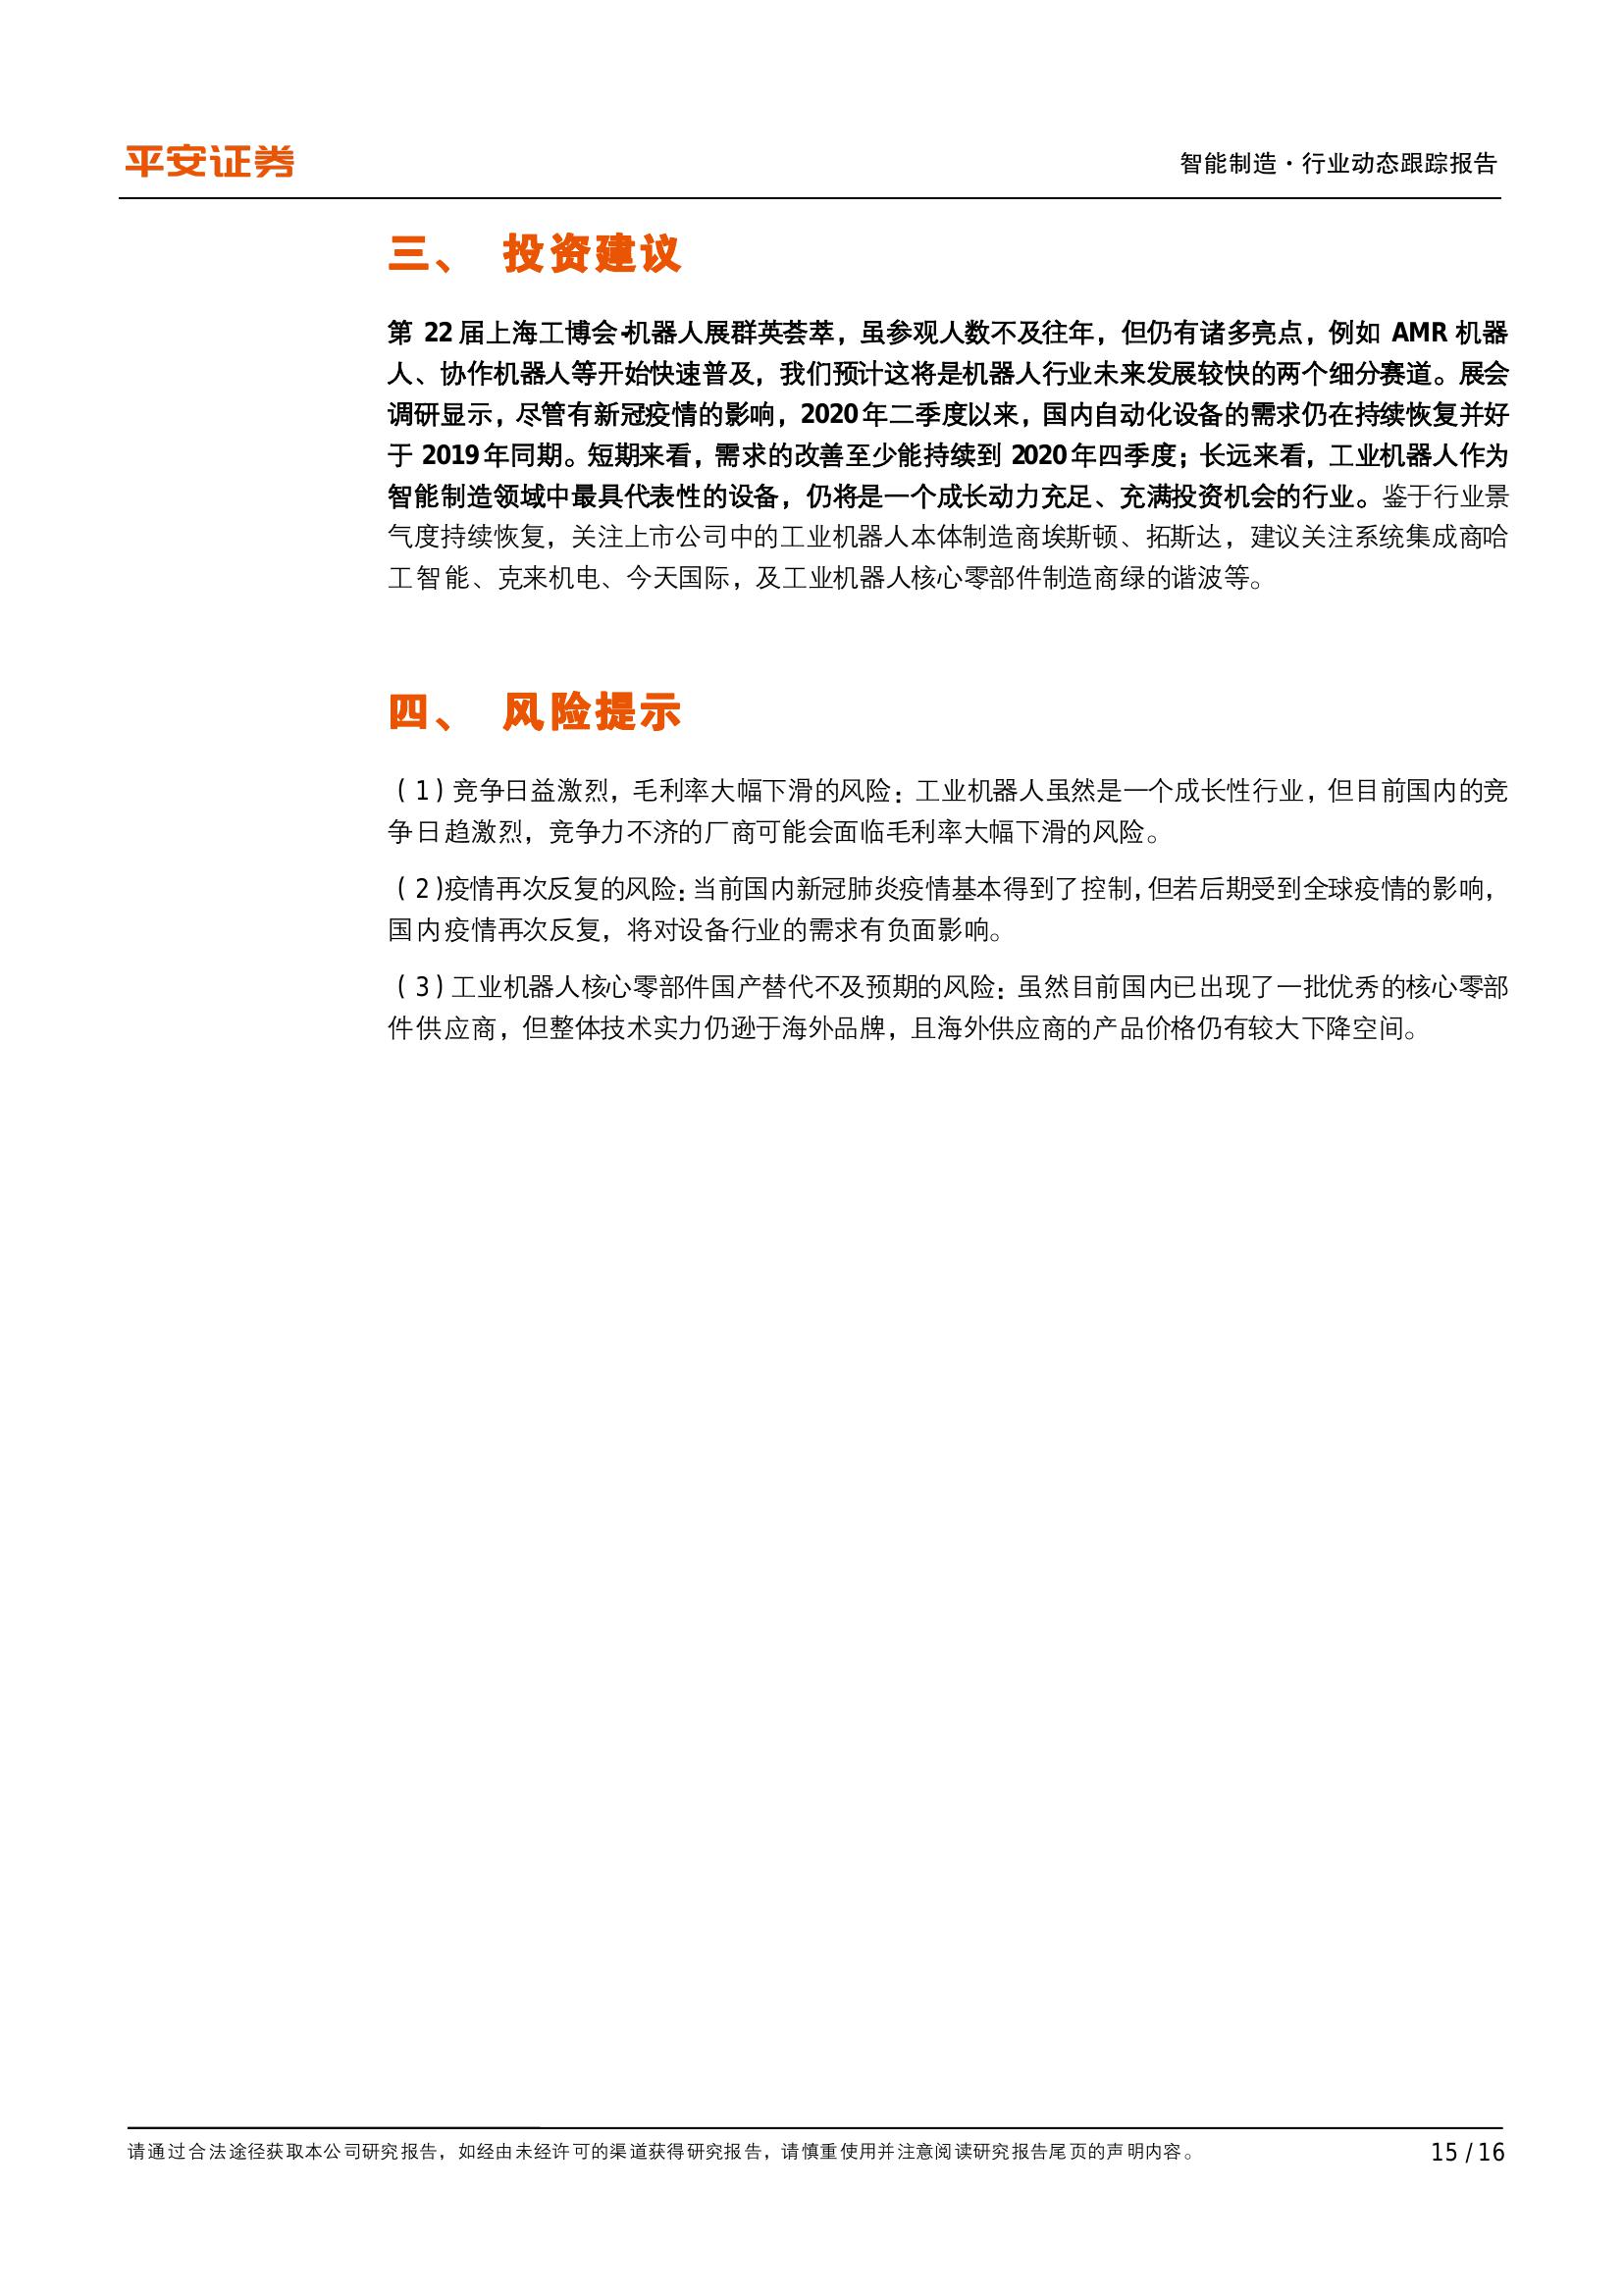 平安证券
智能制造·行业动态跟踪报告
三、 投资建议
第 22 届上海工博会-机器人展群英荟萃，虽参观人数不及往年，但仍有诸多亮点，例如 AMR 机器
人、协作机器人等开始快速普及，我们预计这将是机器人行业未来发展较快的两个细分赛道。展会
调研显示，尽管有新冠疫情的影响，2020 年二季度以来，国内自动化设备的需求仍在持续恢复并好
于 2019 年同期。短期来看，需求的改善至少能持续到 2020 年四季度；长远来看，工业机器人作为
智能制造领域中最具代表性的设备，仍将是一个成长动力充足、充满投资机会的行业。鉴于行业景
气度持续恢复，关注上市公司中的工业机器人本体制造商埃斯顿、拓斯达，建议关注系统集成商哈
工智能、克来机电、今天国际，及工业机器人核心零部件制造商绿的谐波等。
四、 风险提示
（1）竞争日益激烈，毛利率大幅下滑的风险：工业机器人虽然是一个成长性行业，但目前国内的竞
争日趋激烈，竞争力不济的厂商可能会面临毛利率大幅下滑的风险。
（2）疫情再次反复的风险：当前国内新冠肺炎疫情基本得到了控制，但若后期受到全球疫情的影响，
国内疫情再次反复，将对设备行业的需求有负面影响。
（3）工业机器人核心零部件国产替代不及预期的风险：虽然目前国内已出现了一批优秀的核心零部
件供应商，但整体技术实力仍逊于海外品牌，且海外供应商的产品价格仍有较大下降空间。
请通过合法途径获取本公司研究报告，如经由未经许可的渠道获得研究报告，请慎重使用并注意阅读研究报告尾页的声明内容。
15 / 16